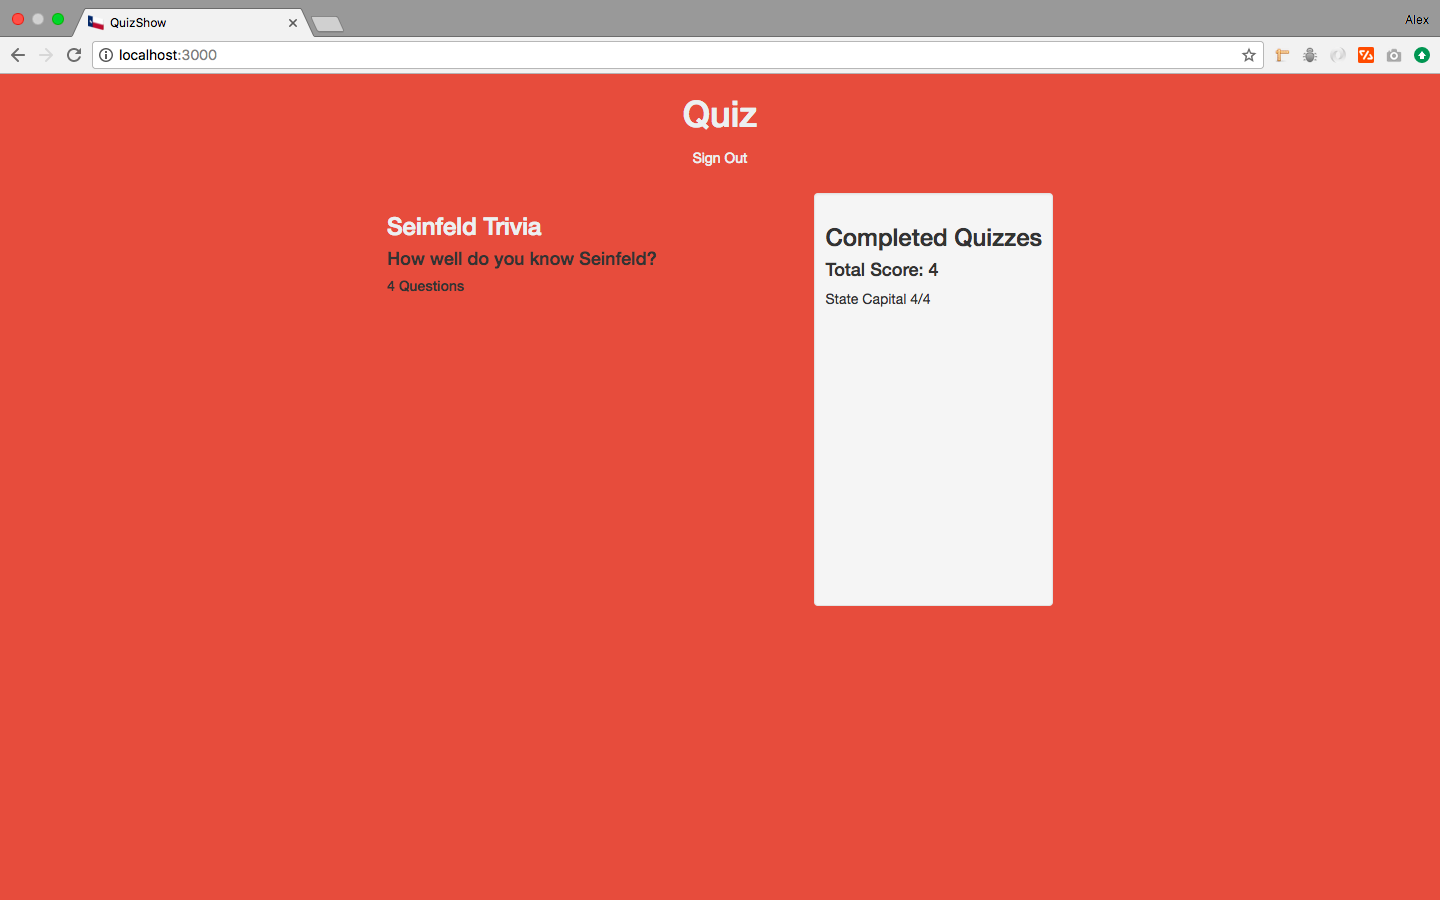 QuizShow
Alex
localhost:3000
Quiz
Sign Out
Seinfeld Trivia
How well do you know Seinfeld?
4 Questions
Completed Quizzes
Total Score: 4
State Capital 4/4